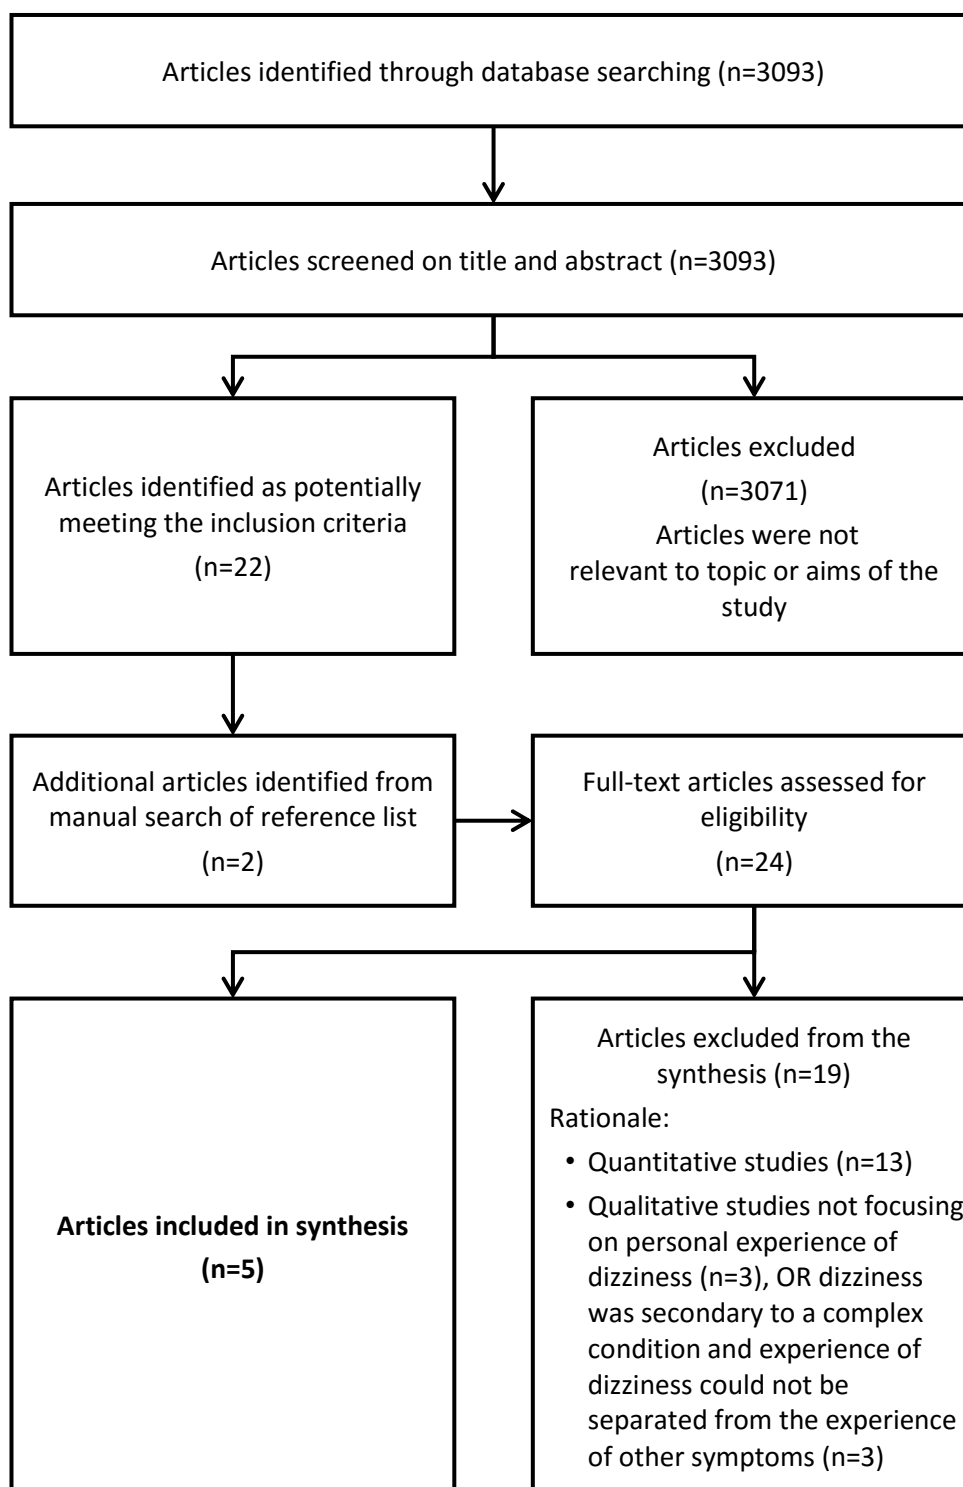 Articles identified through database searching (n=3093)
Articles screened on title and abstract (n=3093)
Articles identified as potentially
meeting the inclusion criteria
(n=22)
Articles excluded
(n=3071)
Articles were not
relevant to topic or aims of the
study
Additional articles identified from
manual search of reference list
(n=2)
Full-text articles assessed for
eligibility
(n=24)
Articles included in synthesis
(n=5)
Articles excluded from the
synthesis (n=19)
Rationale:
• Quantitative studies (n=13)
• Qualitative studies not focusing
on personal experience of
dizziness (n=3), OR dizziness
was secondary to a complex
condition and experience of
dizziness could not be
separated from the experience
of other symptoms (n=3)